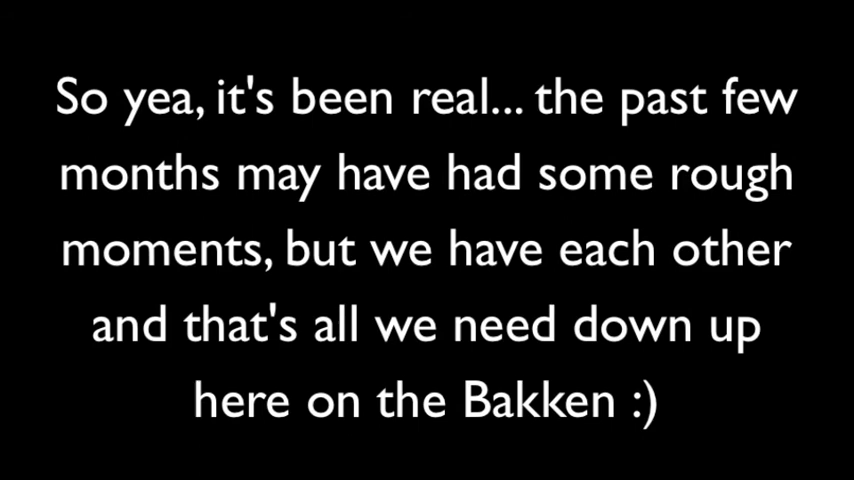 So yea, it's been real... the past few
months may have had some rough
moments, but we have each other
and that's all we need down up
here on the Bakken :)